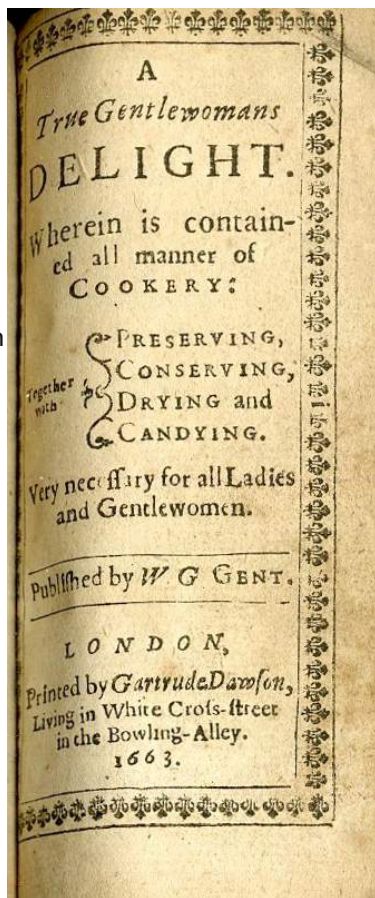 A
True Gentlewomans
DELIGHT.
Wherein is contain-
ed all manner of
COOKERY:
Together
with
PRESERVING,
CONSERVING,
DRYING and
CANDYING.
Very necessary for all Ladies
and Gentlewomen.
Published by W G GENT.
LONDON,
Printed by Gartrude Dawson,
Living in White Cross-street
in the Bowling-Alley.
1663.